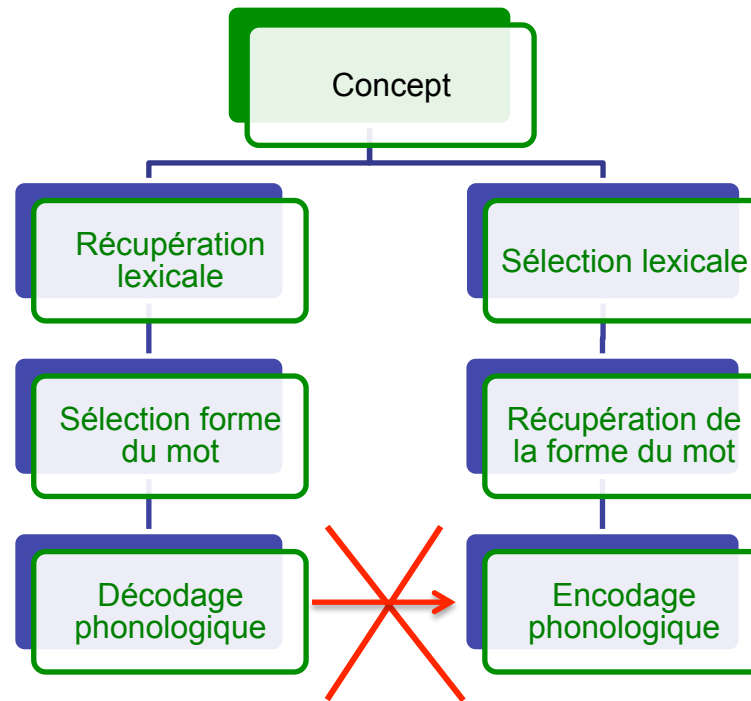 Concept
Récupération
lexicale
Sélection lexicale
Sélection forme
du mot
Récupération de
la forme du mot
Décodage
phonologique
Encodage
phonologique